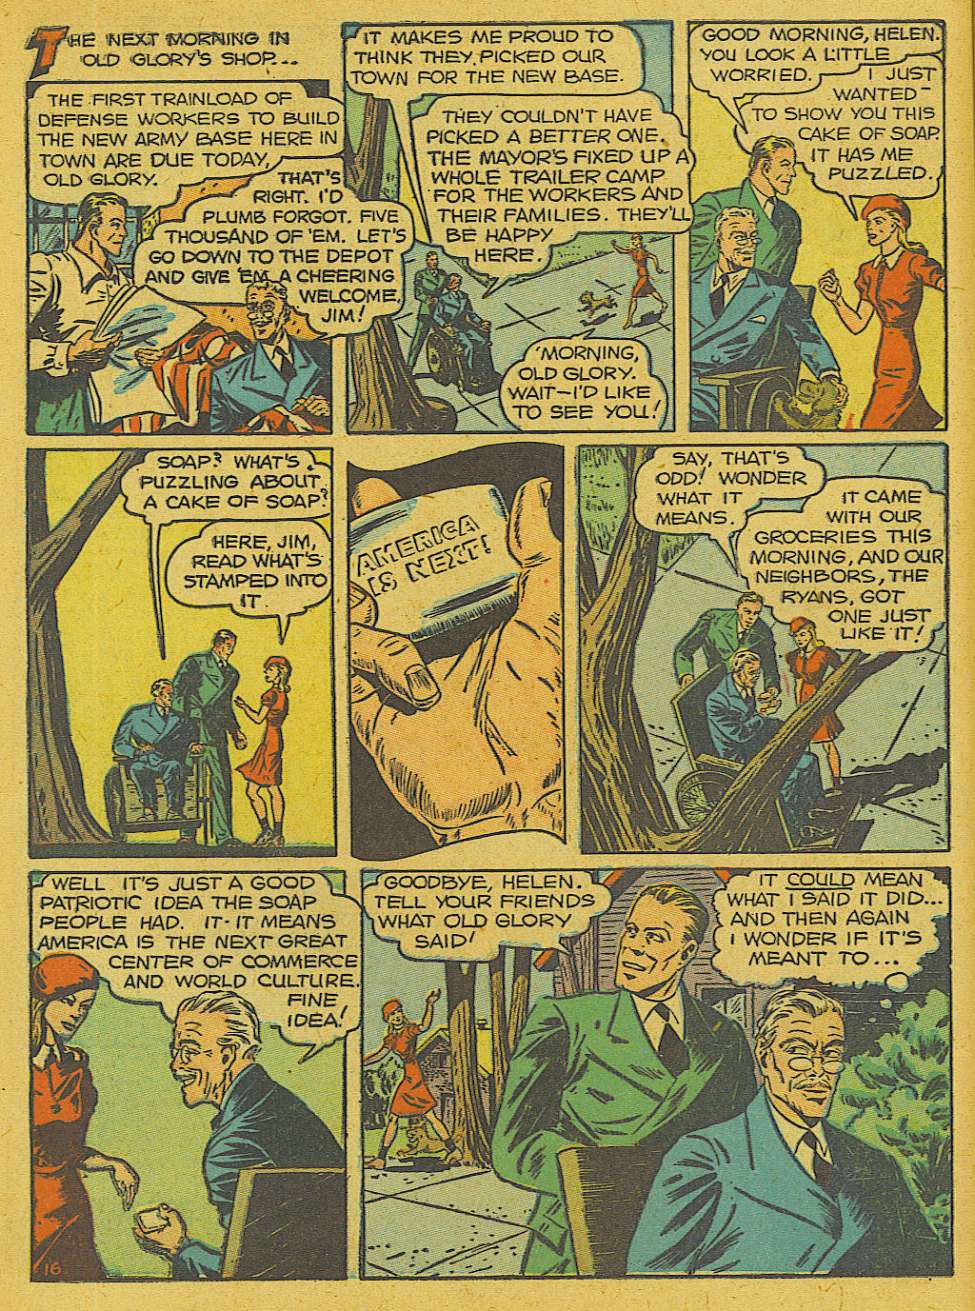 THE NEXT MORNING IN
OLD GLORY'S SHOP...
THE FIRST TRAINLOAD OF
DEFENSE WORKERS TO BUILD
THE NEW ARMY BASE HERE IN
TOWN ARE DUE TODAY,
OLD GLORY.
THAT'S
RIGHT. I'D
PLUMB FORGOT. FIVE
THOUSAND OF 'EM. LET'S
GO DOWN TO THE DEPOT
AND GIVE 'EM A CHEERING
WELCOME,
JIM!
IT MAKES ME PROUD TO
THINK THEY PICKED OUR
TOWN FOR THE NEW BASE.
THEY COULDN'T HAVE
PICKED A BETTER ONE.
THE MAYOR'S FIXED UP A
WHOLE TRAILER CAMP
FOR THE WORKERS AND
THEIR FAMILIES. THEY'LL
BE HAPPY
HERE.
'MORNING,
OLD GLORY.
WAIT-I'D LIKE
TO SEE YOU!
GOOD MORNING, HELEN.
YOU LOOK A LITTLE
WORRIED.
I JUST
WANTED-
TO SHOW YOU THIS
CAKE OF SOAP.
IT HAS ME
PUZZLED.
SOAP? WHAT'S
PUZZLING ABOUT
A CAKE OF SOAP?
HERE, JIM,
READ WHAT'S
STAMPED INTO
IT.
AMERICA
IS NEXT!
SAY, THAT'S
ODD! WONDER
WHAT IT
MEANS.
IT CAME
WITH OUR
GROCERIES THIS
MORNING, AND OUR
NEIGHBORS, THE
RYANS, GOT
ONE JUST
LIKE IT!
WELL IT'S JUST A GOOD
PATRIOTIC IDEA THE SOAP
PEOPLE HAD. IT-IT MEANS
AMERICA IS THE NEXT GREAT
CENTER OF COMMERCE
AND WORLD CULTURE.
FINE
IDEA!
16
GOODBYE, HELEN.
TELL YOUR FRIENDS
WHAT OLD GLORY
SAID!
IT COULD MEAN
WHAT I SAID IT DID...
AND THEN AGAIN
I WONDER IF IT'S
MEANT TO...